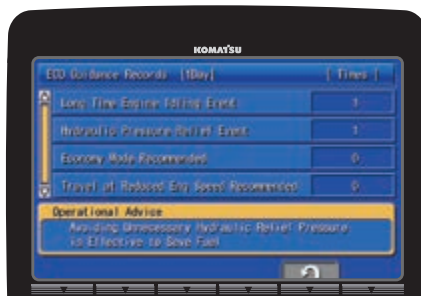 KOMATSU
ECO Guidance Records [1Day] [ Times ]
Long Time Engine Idling Event 1
Hydraulic Pressure Relief Event 1
Economy Mode Recommended 0
Travel at Reduced Eng Speed Recommended 0
Operational Advice
Avoiding Unnecessary Hydraulic Relief Pressure
is Effective to Save Fuel